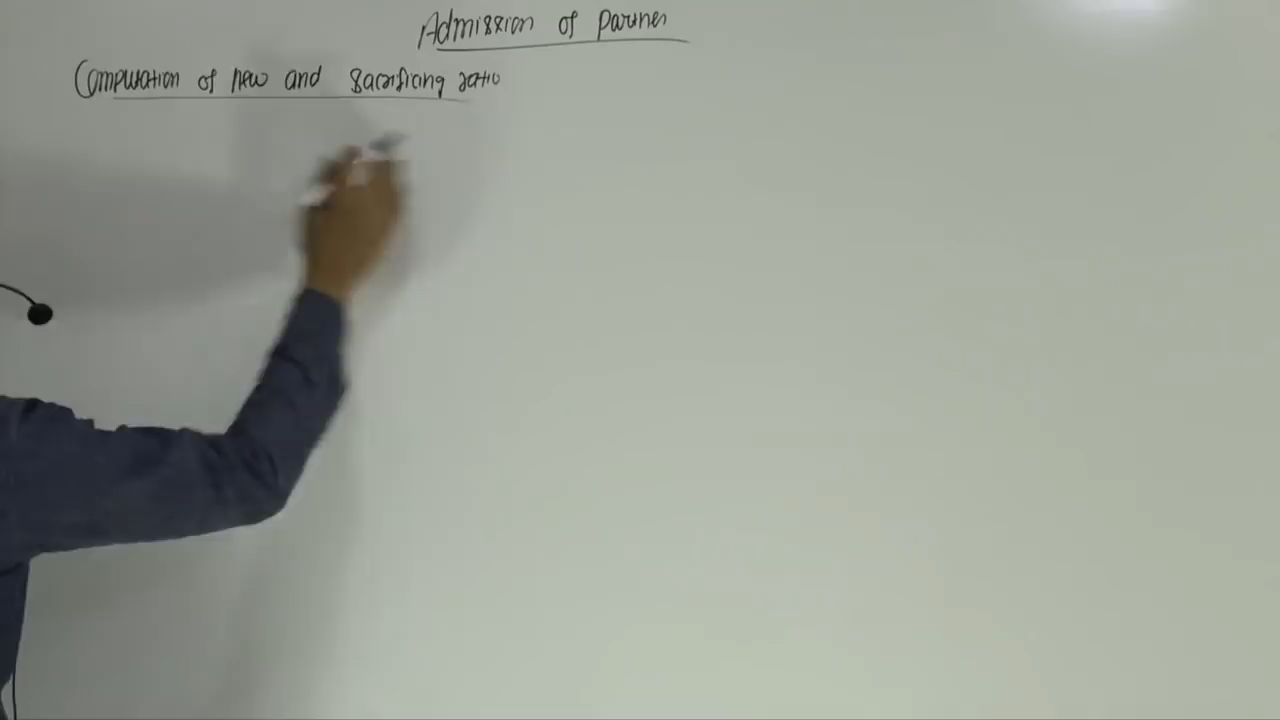 Admission of Partner
Computation of new and sacrificing ratio